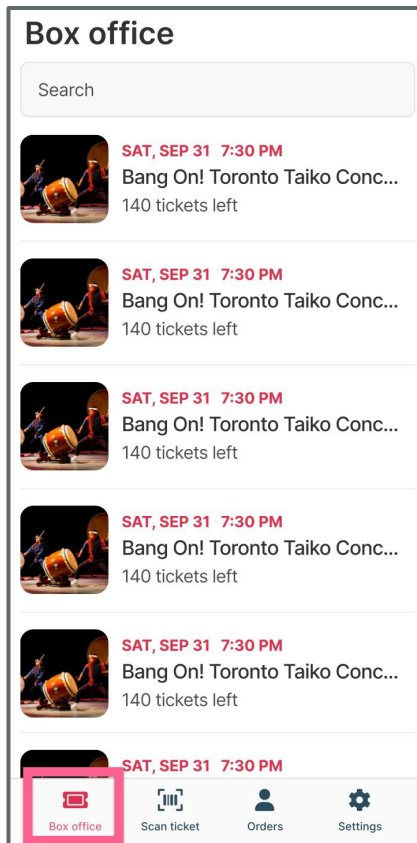 Box office
Search
SAT, SEP 31 7:30 PM
Bang On! Toronto Taiko Conc...
140 tickets left
SAT, SEP 31 7:30 PM
Bang On! Toronto Taiko Conc...
140 tickets left
SAT, SEP 31 7:30 PM
Bang On! Toronto Taiko Conc...
140 tickets left
SAT, SEP 31 7:30 PM
Bang On! Toronto Taiko Conc...
140 tickets left
SAT, SEP 31 7:30 PM
Bang On! Toronto Taiko Conc...
140 tickets left
SAT, SEP 31 7:30 PM
Box office Scan ticket Orders Settings